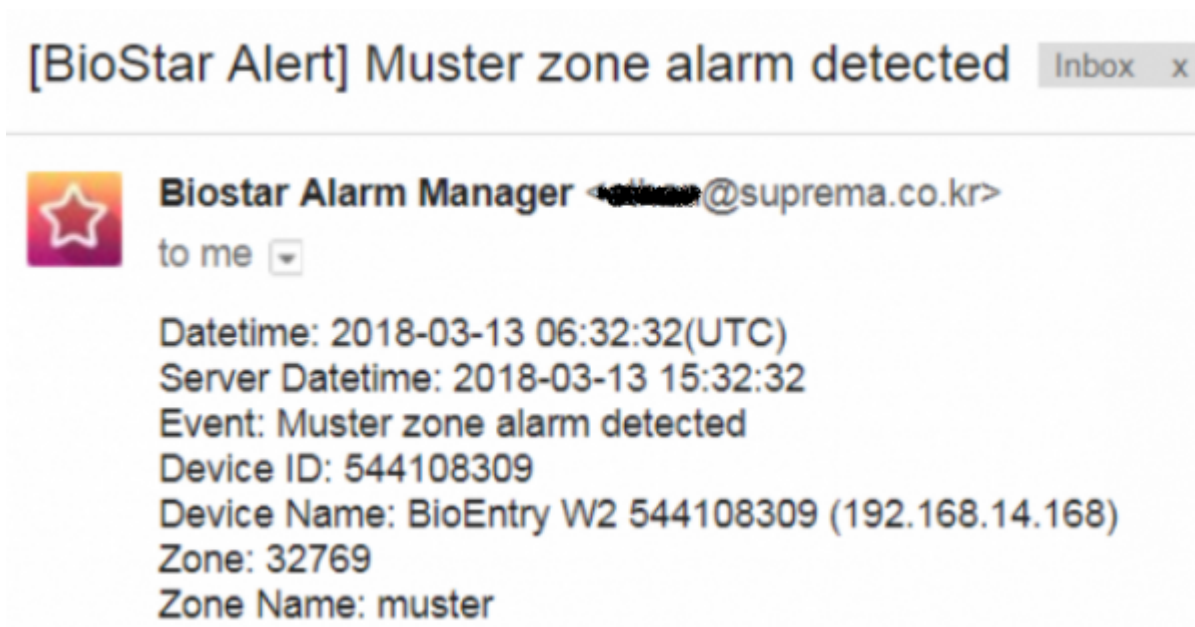 [BioStar Alert] Muster zone alarm detected Inbox x
Biostar Alarm Manager <@suprema.co.kr>
to me
Datetime: 2018-03-13 06:32:32(UTC)
Server Datetime: 2018-03-13 15:32:32
Event: Muster zone alarm detected
Device ID: 544108309
Device Name: BioEntry W2 544108309 (192.168.14.168)
Zone: 32769
Zone Name: muster